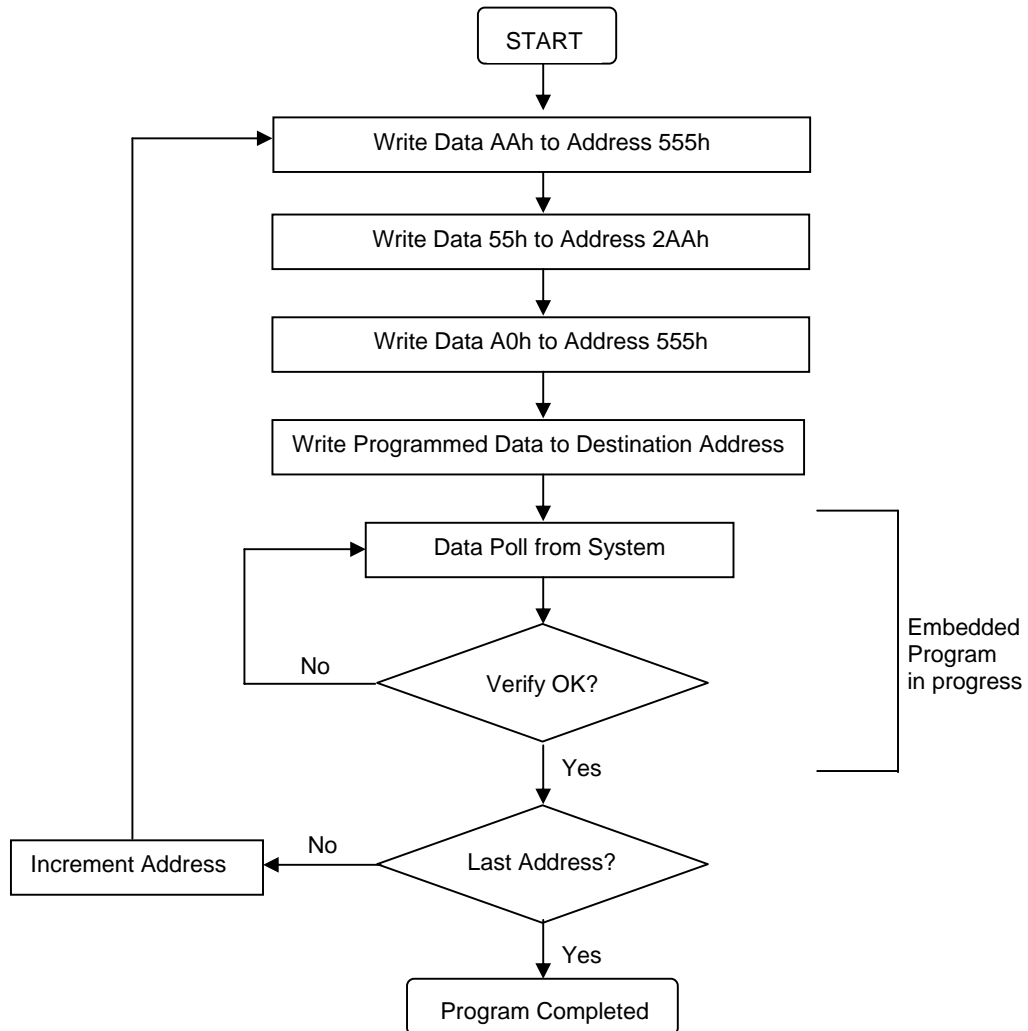 START
Write Data AAh to Address 555h
Write Data 55h to Address 2AAh
Write Data A0h to Address 555h
Write Programmed Data to Destination Address
Data Poll from System
Embedded
Program
in progress
No
Verify OK?
Yes
Increment Address
No
Last Address?
Yes
Program Completed